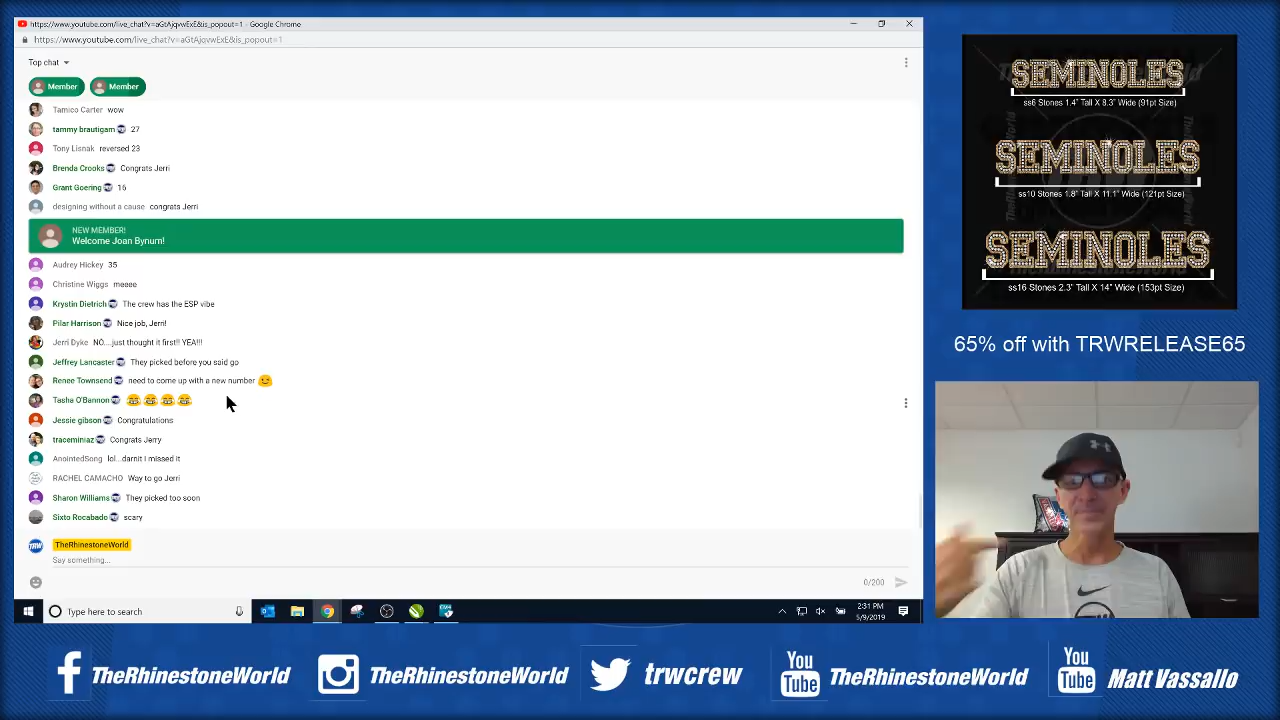 https://www.youtube.com/live_chat?v=aGtAjqvwExE&is_popout=1 - Google Chrome
https://www.youtube.com/live_chat?v=aGtAjqvwExE&is_popout=1
Top chat
Member Member
Tamico Carter wow
tammy brautigam 27
Tony Lisnak reversed 23
Brenda Crooks Congrats Jerri
Grant Goering 16
designing without a cause congrats Jerri
NEW MEMBER!
Welcome Joan Bynum!
Audrey Hickey 35
Christine Wiggs meeee
Krystin Dietrich The crew has the ESP vibe
Pilar Harrison Nice job, Jerri!
Jerri Dyke NO....just thought it first!! YEA!!!
Jeffrey Lancaster They picked before you said go
Renee Townsend need to come up with a new number
Tasha O'Bannon
Jessie gibson Congratulations
traceminiaz Congrats Jerry
AnointedSong lol...darnit I missed it
RACHEL CAMACHO Way to go Jerri
Sharon Williams They picked too soon
Sixto Rocabado scary
TRW TheRhinestoneWorld
Say something...
0/200
Type here to search
2:31 PM
5/9/2019
SEMINOLES
ss6 Stones 1.4" Tall X 8.3" Wide (91pt Size)
SEMINOLES
ss10 Stones 1.8" Tall X 11.1" Wide (121pt Size)
SEMINOLES
ss16 Stones 2.3" Tall X 14" Wide (153pt Size)
65% off with TRWRELEASE65
TheRhinestoneWorld
TheRhinestoneWorld
trwcrew
You Tube TheRhinestoneWorld
You Tube Matt Vassallo